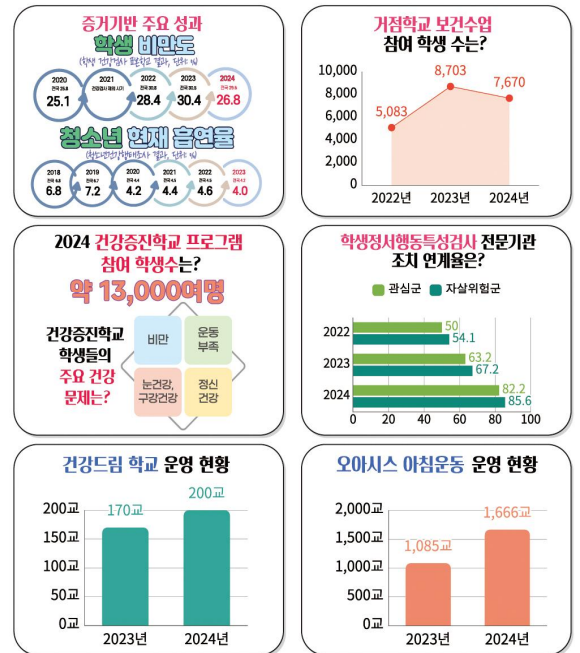 증거기반 주요 성과
학생 비만도
(학생 건강검사 표본학교 결과, 단위: %)
2020 2021 2022 2023 2024
25.1 28.4 30.4 26.8
청소년 현재 흡연율
2018 2019 2020 2021 2022 2023
6.8 7.2 4.2 4.4 4.6 4.0
거점학교 보건수업
참여 학생 수는?
10,000
8,000
6,000
4,000
2,000
0
5,083 8,703 7,670
2022년 2023년 2024년
2024 건강증진학교 프로그램
참여 학생수는?
약 13,000여명
건강증진학교
학생들의
주요 건강
문제는?
비만
운동
부족
눈건강,
구강건강
정신
건강
학생정서행동특성검사 전문기관
조치 연계율은?
관심군 자살위험군
2022 50
54.1
2023 63.2
67.2
2024 82.2
85.6
0 20 40 60 80 100
건강드림 학교 운영 현황
200교
150교
100교
50교
0교
170교 200교
2023년 2024년
오아시스 아침운동 운영 현황
2,000교
1,500교
1,000교
500교
0교
1,085교 1,666교
2023년 2024년